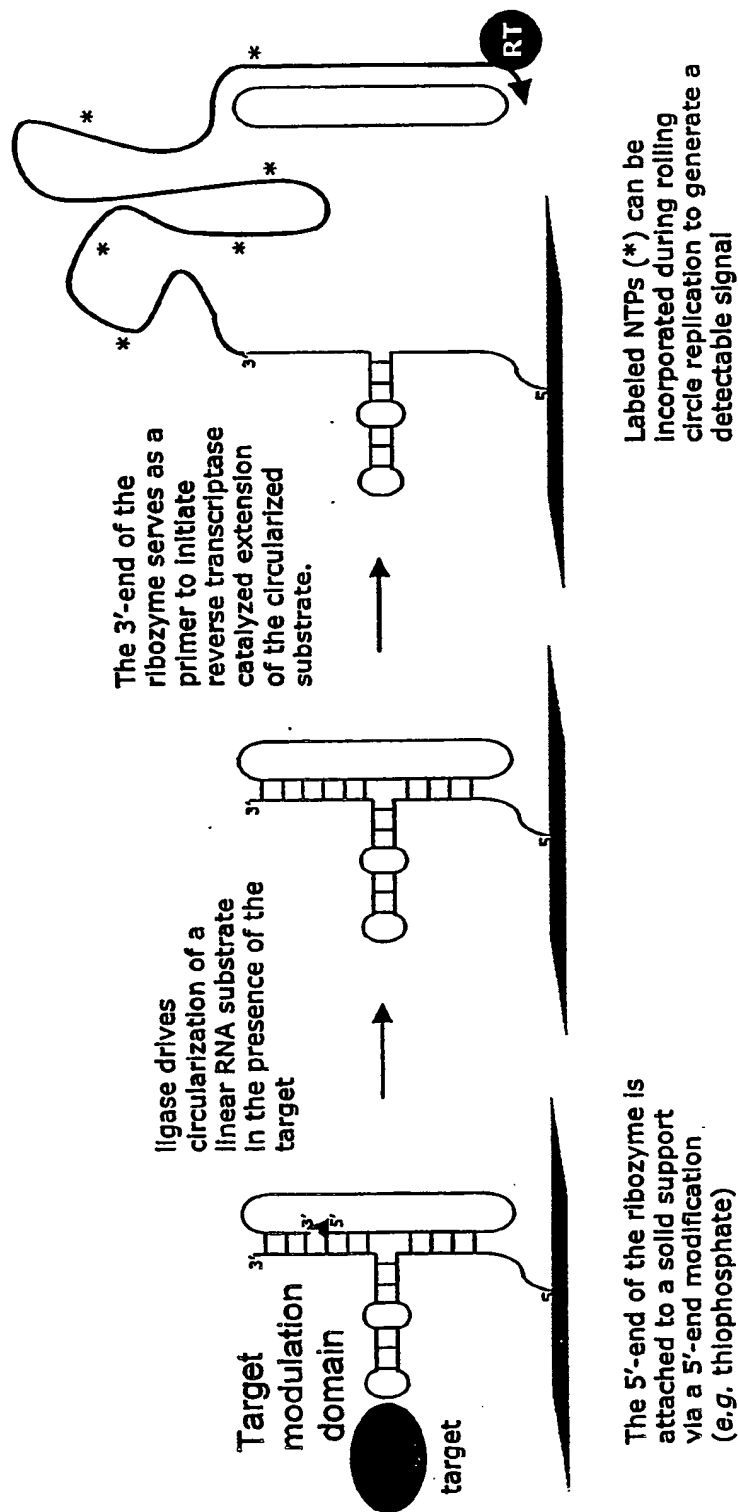 Target
modulation
domain
target
3'
3'
5'
5'
The 5'-end of the ribozyme is
attached to a solid support
via a 5'-end modification
(e.g. thiophosphate)
ligase drives
circularization of a
linear RNA substrate
in the presence of the
target
3'
5'
The 3'-end of the
ribozyme serves as a
primer to initiate
reverse transcriptase
catalyzed extension
of the circularized
substrate.
3'
5'
*
*
*
*
*
*
RT
Labeled NTPs (*) can be
incorporated during rolling
circle replication to generate a
detectable signal